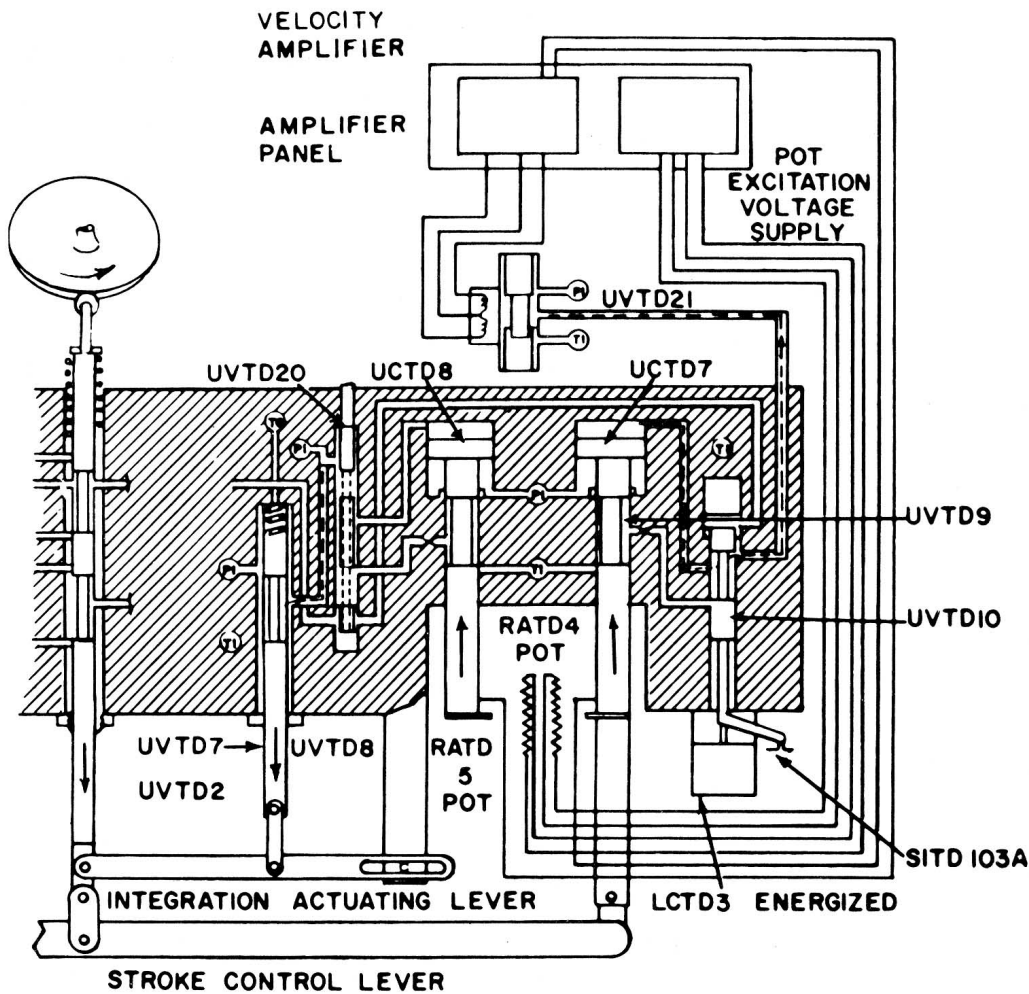 VELOCITY
AMPLIFIER
AMPLIFIER
PANEL
POT
EXCITATION
VOLTAGE
SUPPLY
P1
UVTD21
T1
UVTD20
UCTD8
UCTD7
P1
P1
UVTD9
P1
T1
UVTD10
T1
RATD4
POT
UVTD7
UVTD8
UVTD2
RATD
5
POT
SITD 103A
INTEGRATION ACTUATING LEVER
LCTD3 ENERGIZED
STROKE CONTROL LEVER